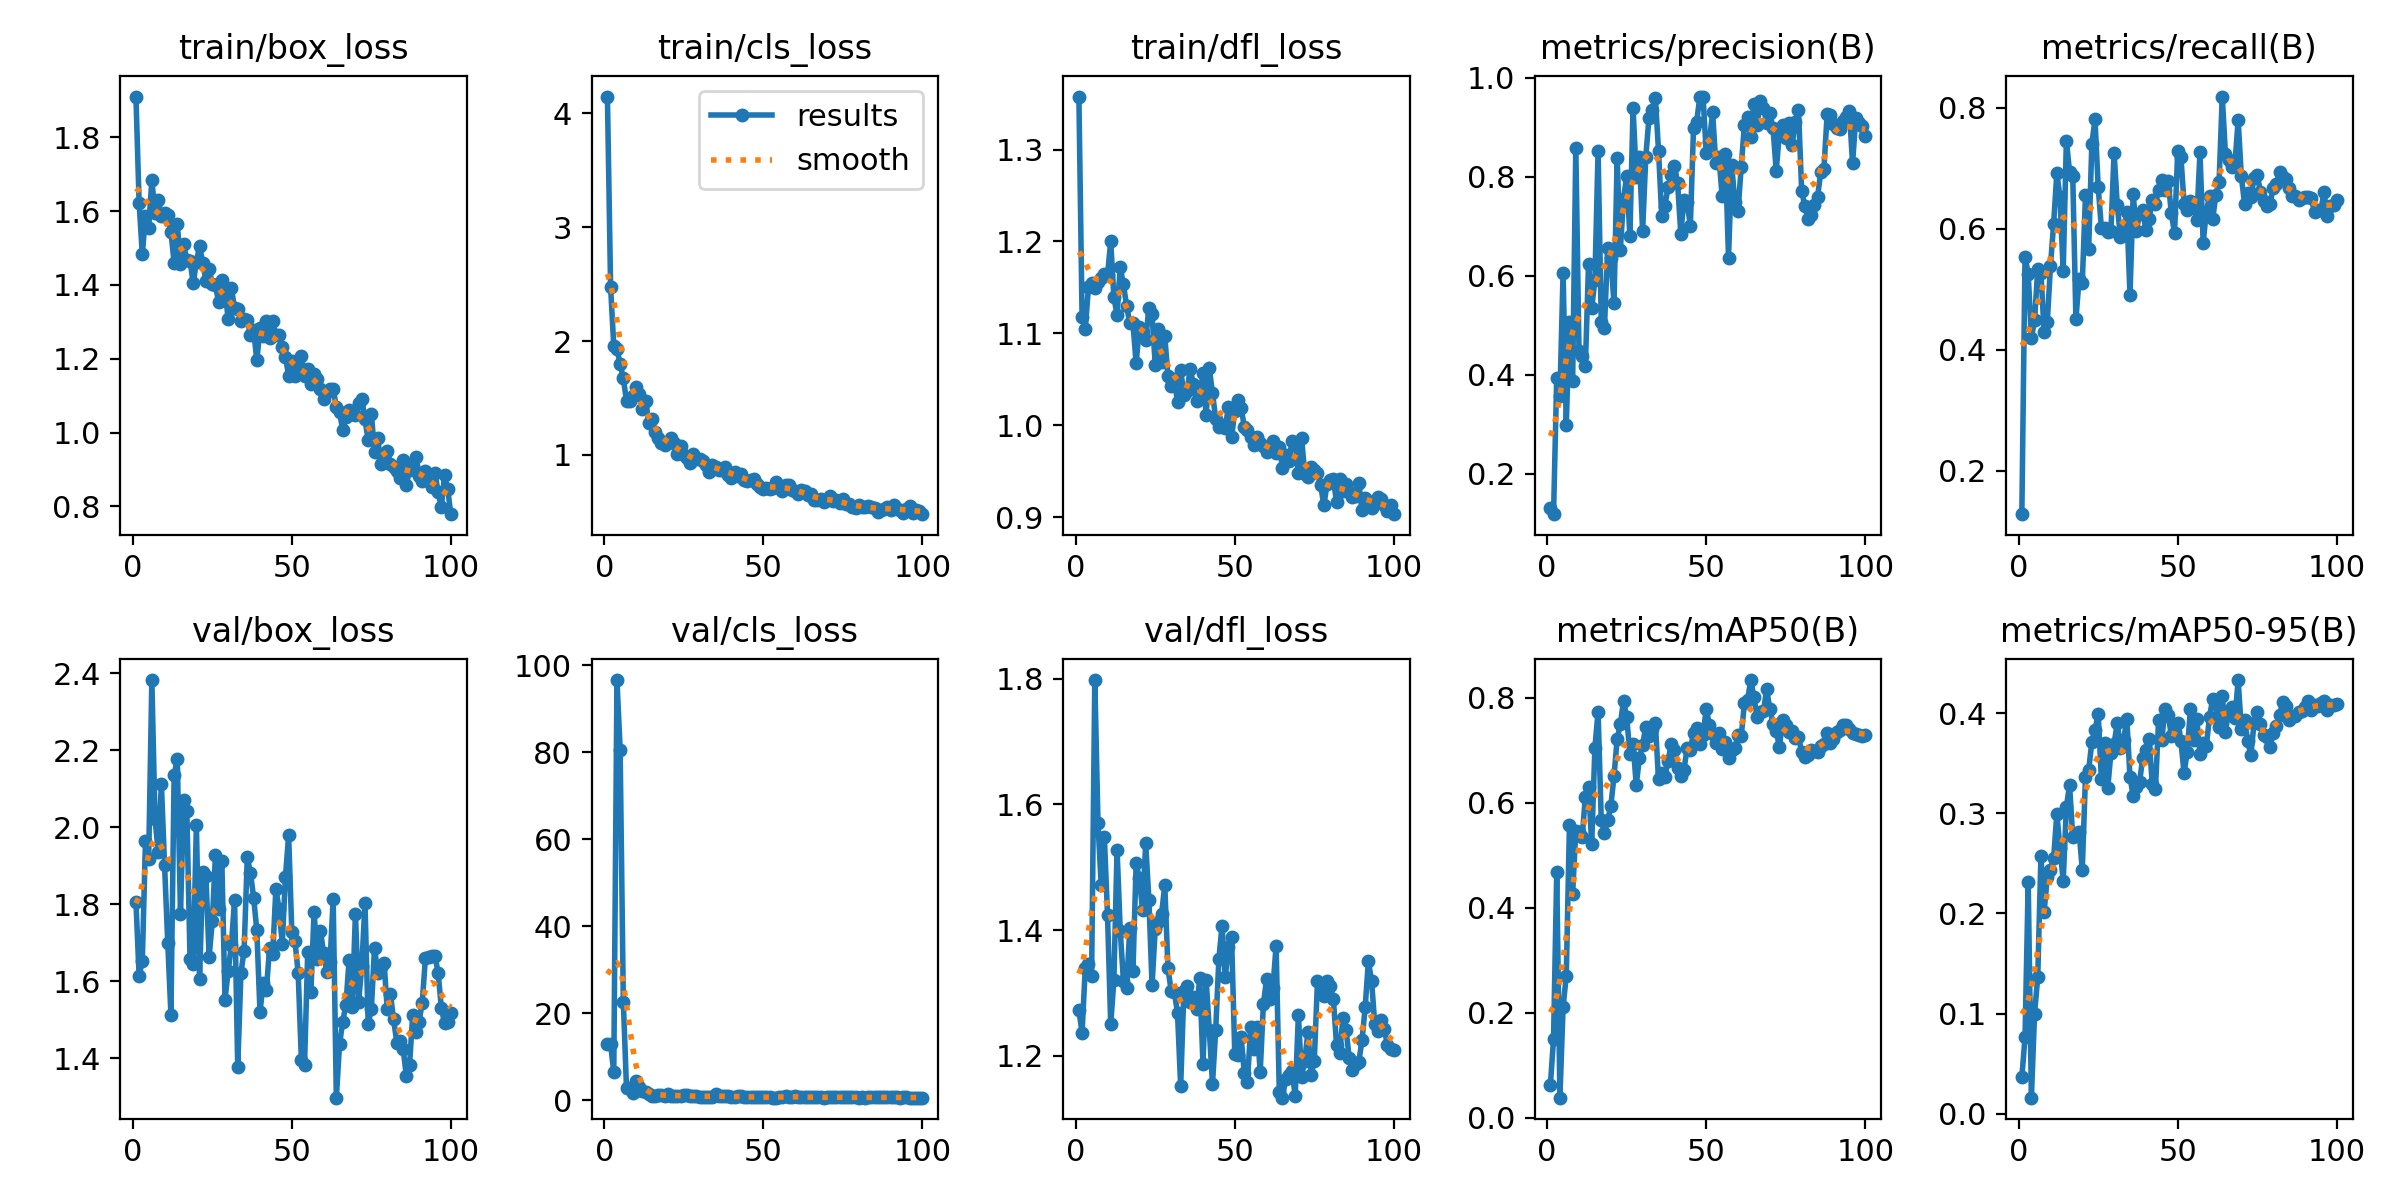 train/box_loss
1.8
1.6
1.4
1.2
1.0
0.8
0 50 100
train/cls_loss
results
smooth
4
3
2
1
0 50 100
train/dfl_loss
1.3
1.2
1.1
1.0
0.9
0 50 100
metrics/precision(B)
1.0
0.8
0.6
0.4
0.2
0 50 100
metrics/recall(B)
0.8
0.6
0.4
0.2
0 50 100
val/box_loss
2.4
2.2
2.0
1.8
1.6
1.4
0 50 100
val/cls_loss
100
80
60
40
20
0
0 50 100
val/dfl_loss
1.8
1.6
1.4
1.2
0 50 100
metrics/mAP50(B)
0.8
0.6
0.4
0.2
0.0
0 50 100
metrics/mAP50-95(B)
0.4
0.3
0.2
0.1
0.0
0 50 100